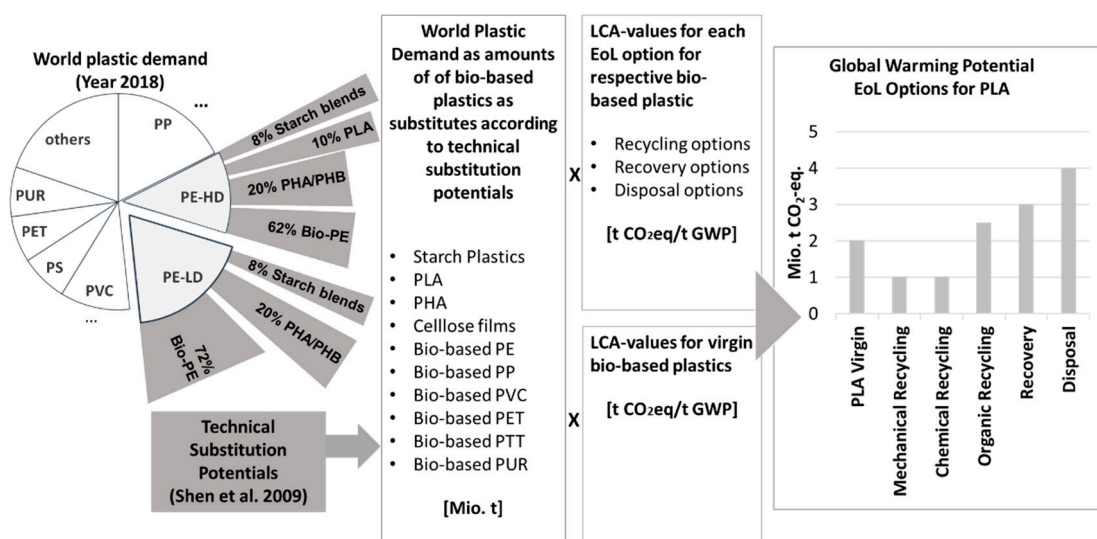 World plastic demand
(Year 2018)
...
PP
others
PUR
PET
PS
PVC
...
PE-HD
PE-LD
8% Starch blends
10% PLA
20% PHA/PHB
62% Bio-PE
8% Starch blends
20% PHA/PHB
72%
Bio-PE
Technical
Substitution
Potentials
(Shen et al. 2009)
World Plastic
Demand as amounts
of of bio-based
plastics as
substitutes according
to technical
substitution
potentials
• Starch Plastics
• PLA
• PHA
• Celllose films
• Bio-based PE
• Bio-based PP
• Bio-based PVC
• Bio-based PET
• Bio-based PTT
• Bio-based PUR
[Mio. t]
X
X
LCA-values for each
EoL option for
respective bio-
based plastic
• Recycling options
• Recovery options
• Disposal options
[t CO₂eq/t GWP]
LCA-values for virgin
bio-based plastics
[t CO₂eq/t GWP]
Global Warming Potential
EoL Options for PLA
Mio. t CO₂-eq.
5
4
3
2
1
0
PLA Virgin
Mechanical Recycling
Chemical Recycling
Organic Recycling
Recovery
Disposal